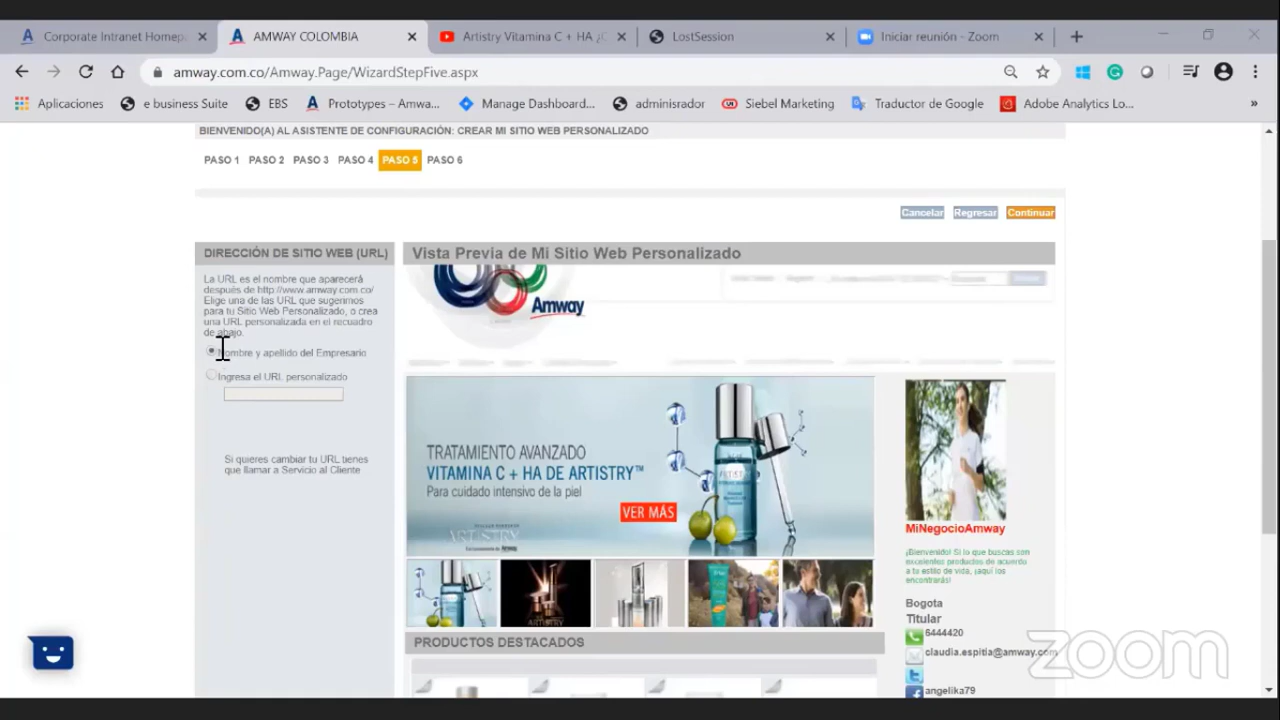 Corporate Intranet Homep
AMWAY COLOMBIA
Artistry Vitamina C + HA ¿C
LostSession
Iniciar reunión - Zoom
amway.com.co/Amway.Page/WizardStepFive.aspx
Aplicaciones
e business Suite
EBS
Prototypes – Amwa...
Manage Dashboard...
adminisrador
Siebel Marketing
Traductor de Google
Adobe Analytics Lo...
»
BIENVENIDO(A) AL ASISTENTE DE CONFIGURACIÓN: CREAR MI SITIO WEB PERSONALIZADO
PASO 1 PASO 2 PASO 3 PASO 4 PASO 5 PASO 6
Cancelar Regresar Continuar
DIRECCIÓN DE SITIO WEB (URL)
La URL es el nombre que aparecerá
después de http://www.amway.com.co/
Elige una de las URL que sugerimos
para tu Sitio Web Personalizado, o crea
una URL personalizada en el recuadro
de abajo.
Nombre y apellido del Empresario
Ingresa el URL personalizado
Si quieres cambiar tu URL tienes
que llamar a Servicio al Cliente
Vista Previa de Mi Sitio Web Personalizado
Amway
TRATAMIENTO AVANZADO
VITAMINA C + HA DE ARTISTRY™
Para cuidado intensivo de la piel
VER MÁS
ARTISTRY
ARTISTRY
PRODUCTOS DESTACADOS
MiNegocioAmway
¡Bienvenido! Si lo que buscas son
excelentes productos de acuerdo
a tu estilo de vida, ¡aquí los
encontrarás!
Bogota
Titular
6444420
claudia.espitia@amway.com
angelika79
zoom